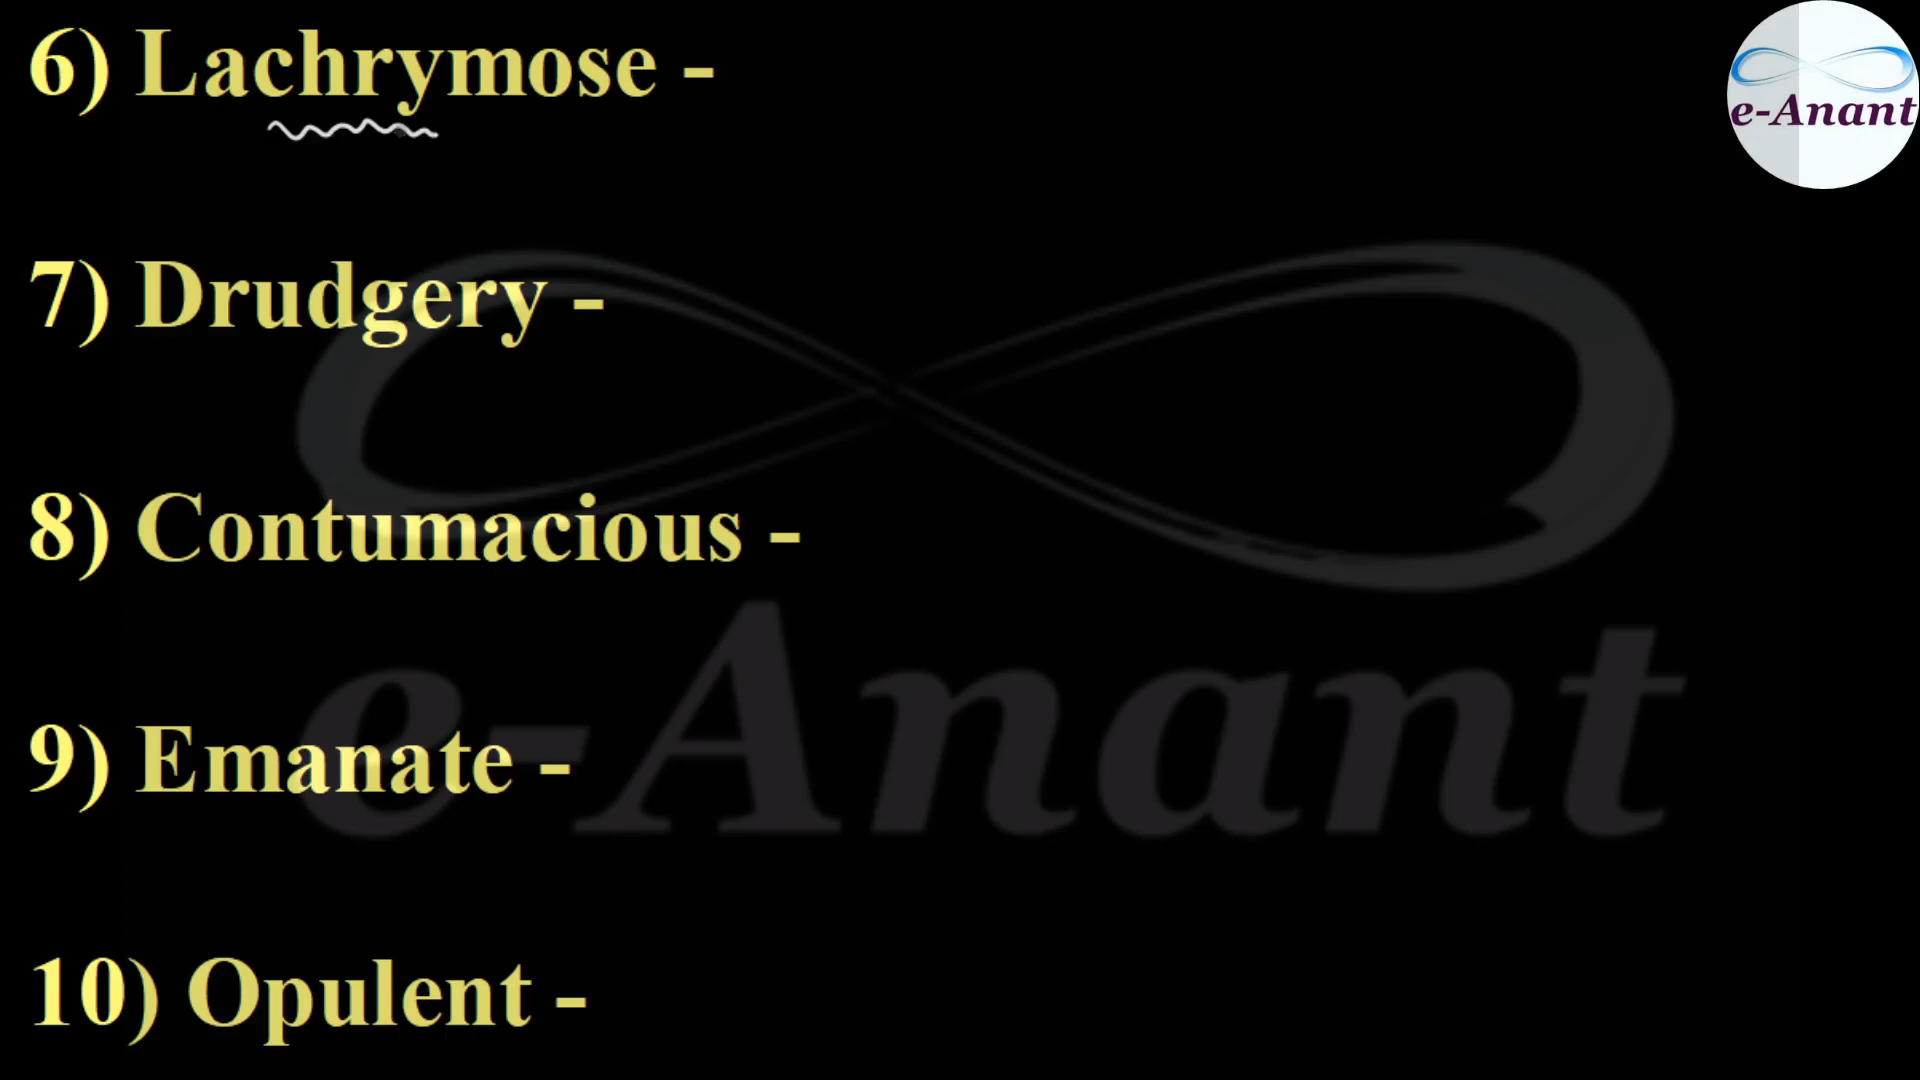 6) Lachrymose -
e-Anant
7) Drudgery -
8) Contumacious -
e-Anant
9) Emanate -
10) Opulent -